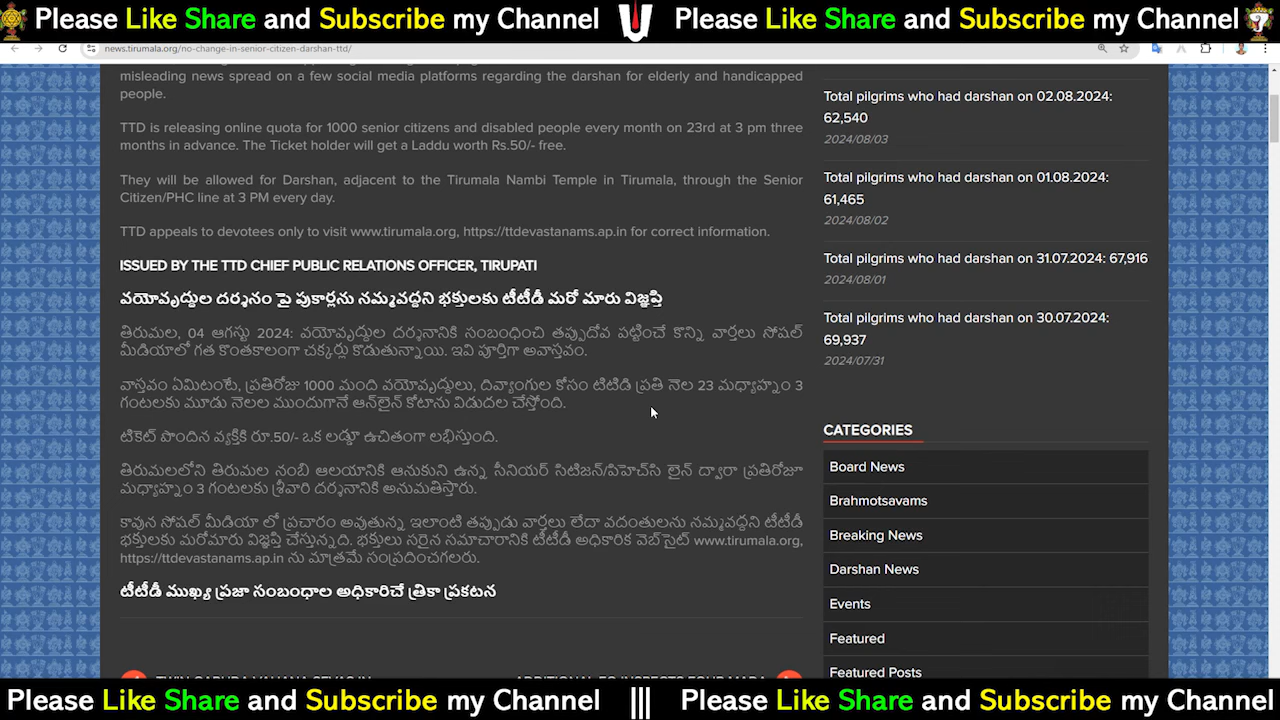 Please Like Share and Subscribe my Channel
Please Like Share and Subscribe my Channel
news.tirumala.org/no-change-in-senior-citizen-darshan-ttd/
misleading news spread on a few social media platforms regarding the darshan for elderly and handicapped
people.
TTD is releasing online quota for 1000 senior citizens and disabled people every month on 23rd at 3 pm three
months in advance. The Ticket holder will get a Laddu worth Rs.50/- free.
They will be allowed for Darshan, adjacent to the Tirumala Nambi Temple in Tirumala, through the Senior
Citizen/PHC line at 3 PM every day.
TTD appeals to devotees only to visit www.tirumala.org, https://ttdevastanams.ap.in for correct information.
ISSUED BY THE TTD CHIEF PUBLIC RELATIONS OFFICER, TIRUPATI
వయోవృద్ధుల దర్శనం పై పుకార్లను నమ్మవద్దని భక్తులకు టీటీడీ మరో మారు విజ్ఞప్తి
తిరుమల, 04 ఆగస్టు 2024: వయోవృద్ధుల దర్శనానికి సంబంధించి తప్పుదోవ పట్టించే కొన్ని వార్తలు సోషల్
మీడియాలో గత కొంతకాలంగా చక్కర్లు కొడుతున్నాయి. ఇవి పూర్తిగా అవాస్తవం.
వాస్తవం ఏమిటంటే, ప్రతిరోజు 1000 మంది వయోవృద్ధులు, దివ్యాంగుల కోసం టిటిడి ప్రతి నెల 23 మధ్యాహ్నం 3
గంటలకు మూడు నెలల ముందుగానే ఆన్‌లైన్ కోటాను విడుదల చేస్తోంది.
టికెట్ పొందిన వ్యక్తికి రూ.50/- ఒక లడ్డూ ఉచితంగా లభిస్తుంది.
తిరుమలలోని తిరుమల నంబి ఆలయానికి ఆనుకుని ఉన్న సీనియర్ సిటిజన్/పిహెచ్‌సి లైన్ ద్వారా ప్రతిరోజూ
మధ్యాహ్నం 3 గంటలకు శ్రీవారి దర్శనానికి అనుమతిస్తారు.
కావున సోషల్ మీడియా లో ప్రచారం అవుతున్న ఇలాంటి తప్పుడు వార్తలు లేదా వదంతులను నమ్మవద్దని టీటీడీ
భక్తులకు మరోమారు విజ్ఞప్తి చేస్తున్నది. భక్తులు సరైన సమాచారానికి టీటీడీ అధికారిక వెబ్‌సైట్ www.tirumala.org,
https://ttdevastanams.ap.in ను మాత్రమే సంప్రదించగలరు.
టీటీడీ ముఖ్య ప్రజా సంబంధాల అధికారిచే త్రికా ప్రకటన
Total pilgrims who had darshan on 02.08.2024:
62,540
2024/08/03
Total pilgrims who had darshan on 01.08.2024:
61,465
2024/08/02
Total pilgrims who had darshan on 31.07.2024: 67,916
2024/08/01
Total pilgrims who had darshan on 30.07.2024:
69,937
2024/07/31
CATEGORIES
Board News
Brahmotsavams
Breaking News
Darshan News
Events
Featured
Featured Posts
Please Like Share and Subscribe my Channel
|||
Please Like Share and Subscribe my Channel